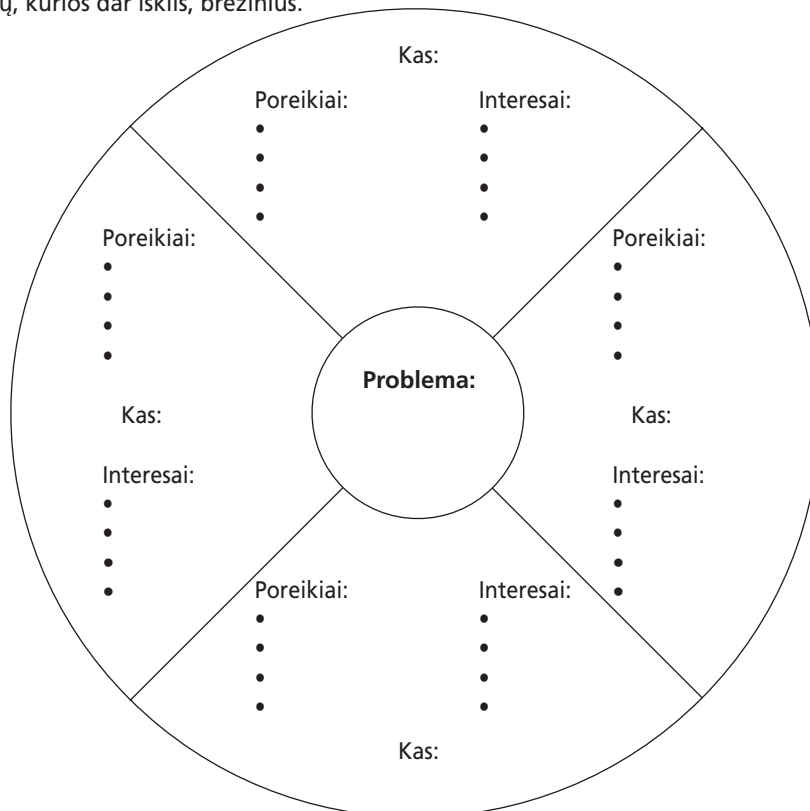 ų, kurios dar iškils, brėžinius.
Kas:
Poreikiai: Interesai:
•
•
•
•
•
•
•
•
Poreikiai:
•
•
•
•
Kas:
Interesai:
•
•
•
•
Problema:
Poreikiai:
•
•
•
•
Kas:
Interesai:
•
•
•
•
Poreikiai: Interesai:
•
•
•
•
•
•
•
•
Kas: